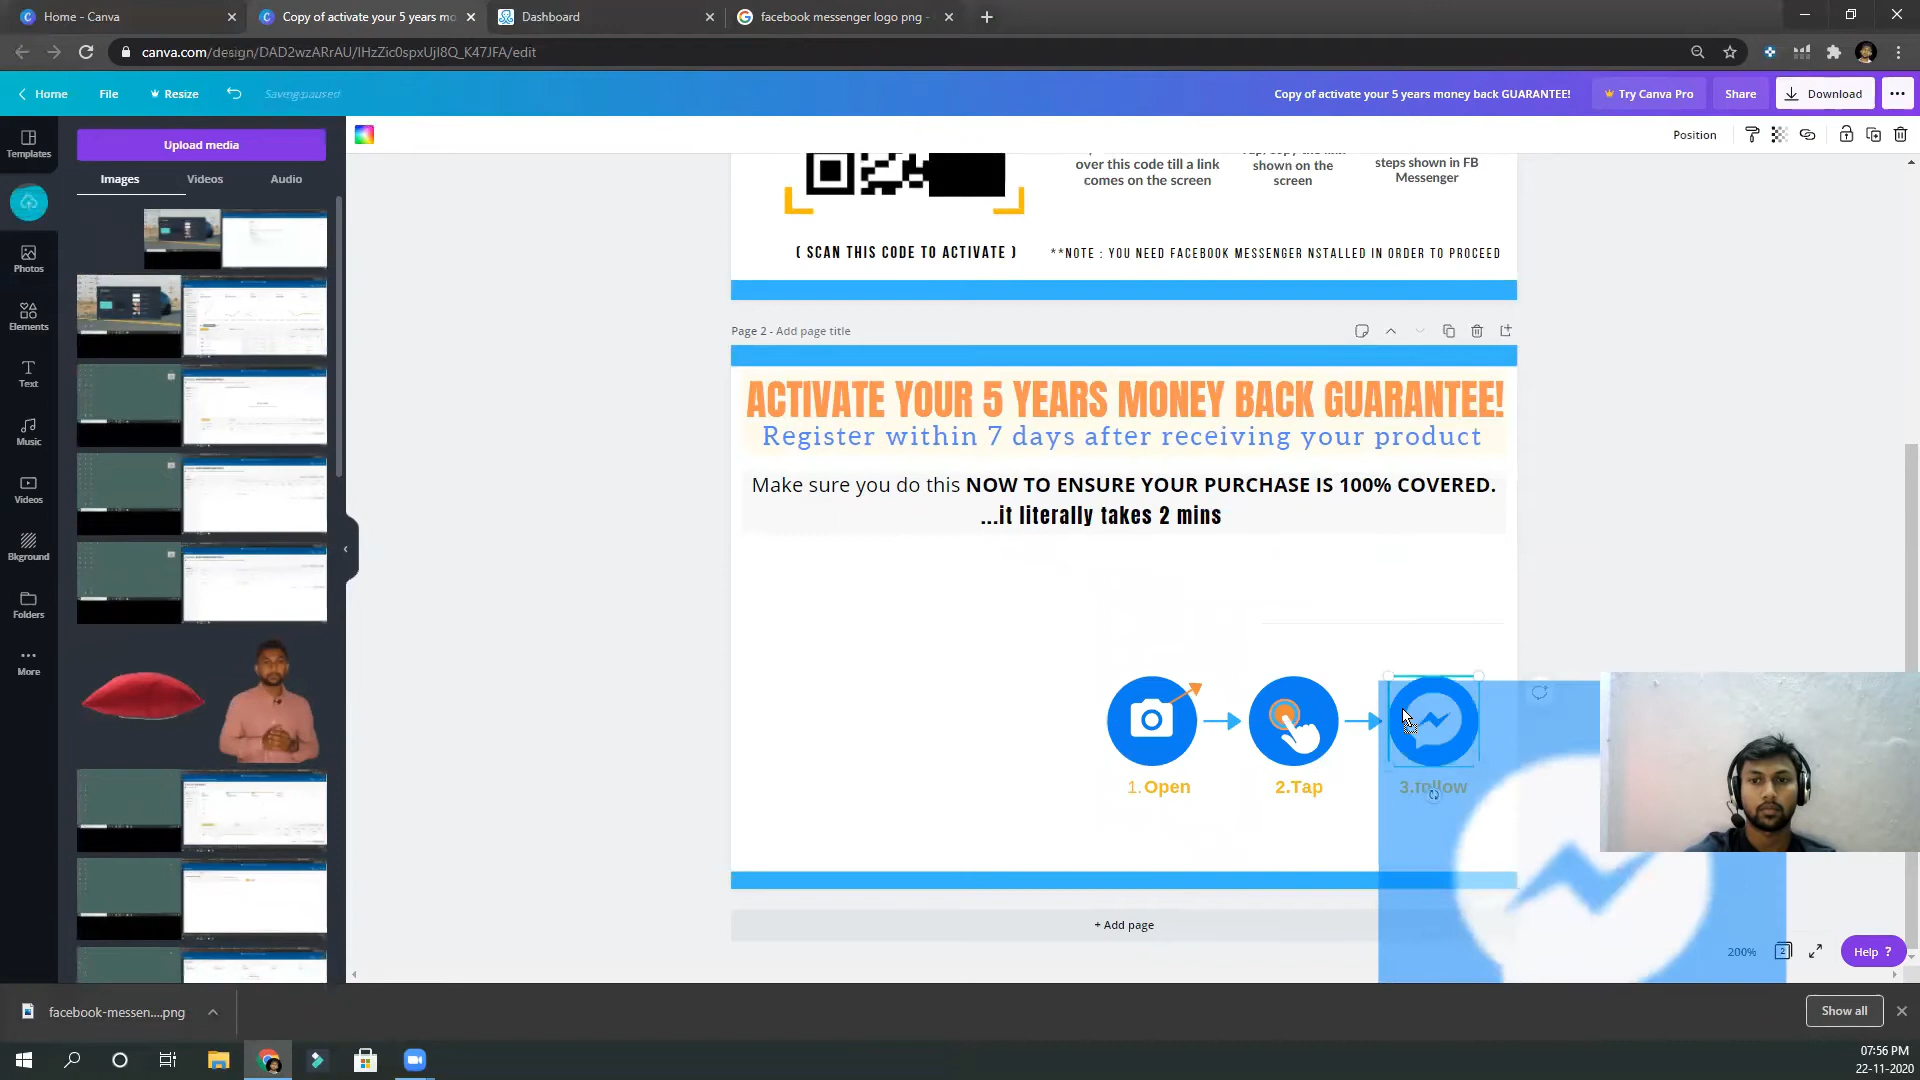 Home - Canva
Copy of activate your 5 years mo
Dashboard
facebook messenger logo png -
canva.com/design/DAD2wzARrAU/IHzZic0spxUjI8Q_K47JFA/edit
Home
File
Resize
Saving paused
Copy of activate your 5 years money back GUARANTEE!
Try Canva Pro
Share
Download
Templates
Photos
Elements
Text
Music
Videos
Bkground
Folders
More
Upload media
Images
Videos
Audio
Position
over this code till a link
comes on the screen
shown on the
screen
steps shown in FB
Messenger
( SCAN THIS CODE TO ACTIVATE )
**NOTE : YOU NEED FACEBOOK MESSENGER NSTALLED IN ORDER TO PROCEED
Page 2 - Add page title
ACTIVATE YOUR 5 YEARS MONEY BACK GUARANTEE!
Register within 7 days after receiving your product
Make sure you do this NOW TO ENSURE YOUR PURCHASE IS 100% COVERED.
...it literally takes 2 mins
1.Open
2.Tap
3.follow
+ Add page
200%
2
Help ?
facebook-messen....png
Show all
07:56 PM
22-11-2020